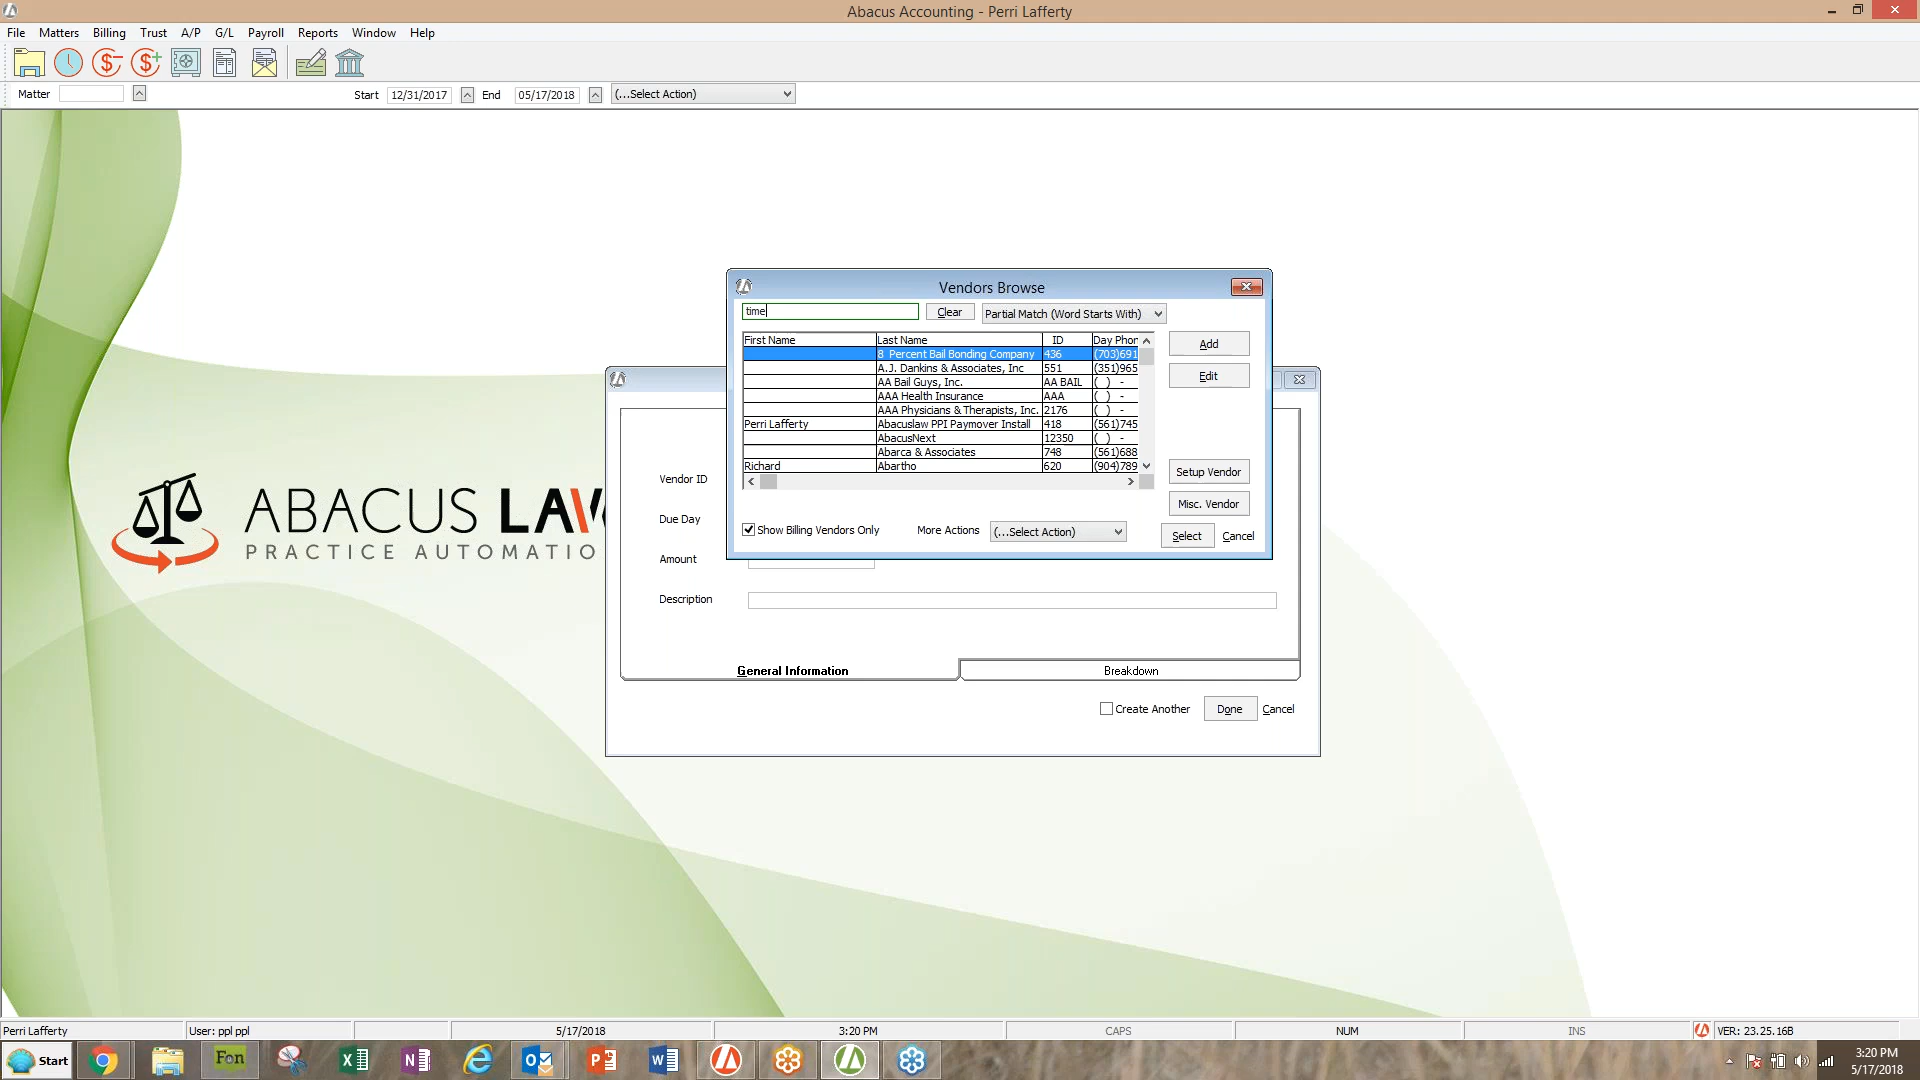 Abacus Accounting - Perri Lafferty
File Matters Billing Trust A/P G/L Payroll Reports Window Help
Matter Start 12/31/2017 End 05/17/2018 (...Select Action)
Vendors Browse
time Clear Partial Match (Word Starts With)
First Name Last Name ID Day Phon
8 Percent Bail Bonding Company 436 (703)691
A.J. Dankins & Associates, Inc 551 (351)965
AA Bail Guys, Inc. AA BAIL ( ) -
AAA Health Insurance AAA ( ) -
AAA Physicians & Therapists, Inc. 2176 ( ) -
Perri Lafferty Abacuslaw PPI Paymover Install 418 (561)745
AbacusNext 12350 ( ) -
Abarca & Associates 748 (561)688
Richard Abartho 620 (904)789
Add
Edit
Setup Vendor
Misc. Vendor
Show Billing Vendors Only More Actions (...Select Action) Select Cancel
Vendor ID
Due Day
Amount
Description
General Information Breakdown
Create Another Done Cancel
ABACUS LAW
PRACTICE AUTOMATIO
Perri Lafferty User: ppl ppl 5/17/2018 3:20 PM CAPS NUM INS VER: 23.25.16B
Start Fon 3:20 PM
5/17/2018